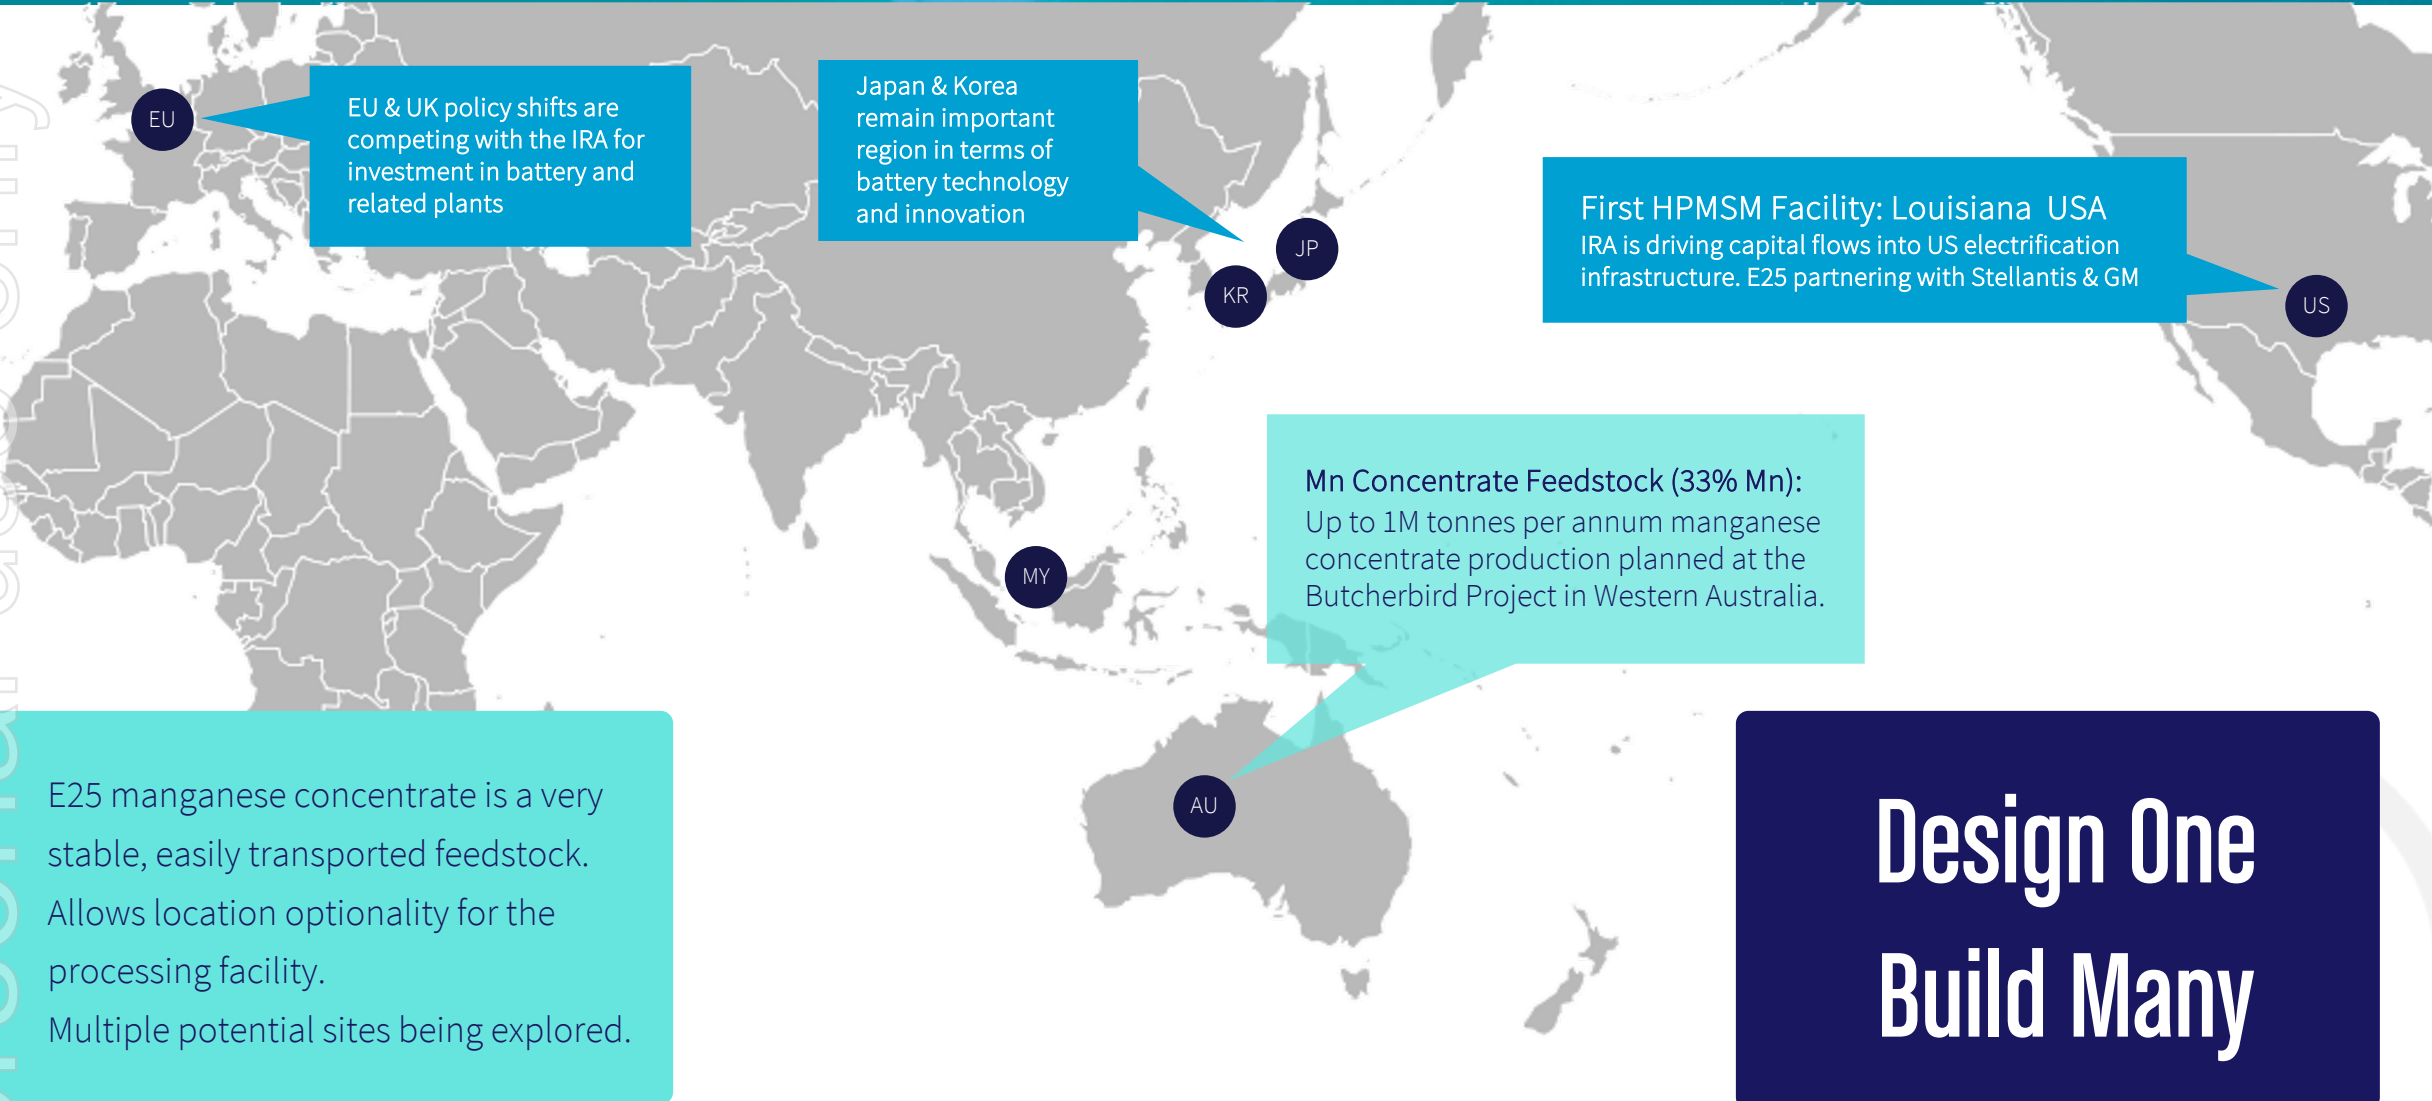 EU
EU & UK policy shifts are
competing with the IRA for
investment in battery and
related plants
Japan & Korea
remain important
region in terms of
battery technology
and innovation
JP
KR
First HPMSM Facility: Louisiana  USA
IRA is driving capital flows into US electrification
infrastructure. E25 partnering with Stellantis & GM
US
Mn Concentrate Feedstock (33% Mn):
Up to 1M tonnes per annum manganese
concentrate production planned at the
Butcherbird Project in Western Australia.
MY
AU
E25 manganese concentrate is a very
stable, easily transported feedstock.
Allows location optionality for the
processing facility.
Multiple potential sites being explored.
Design One
Build Many